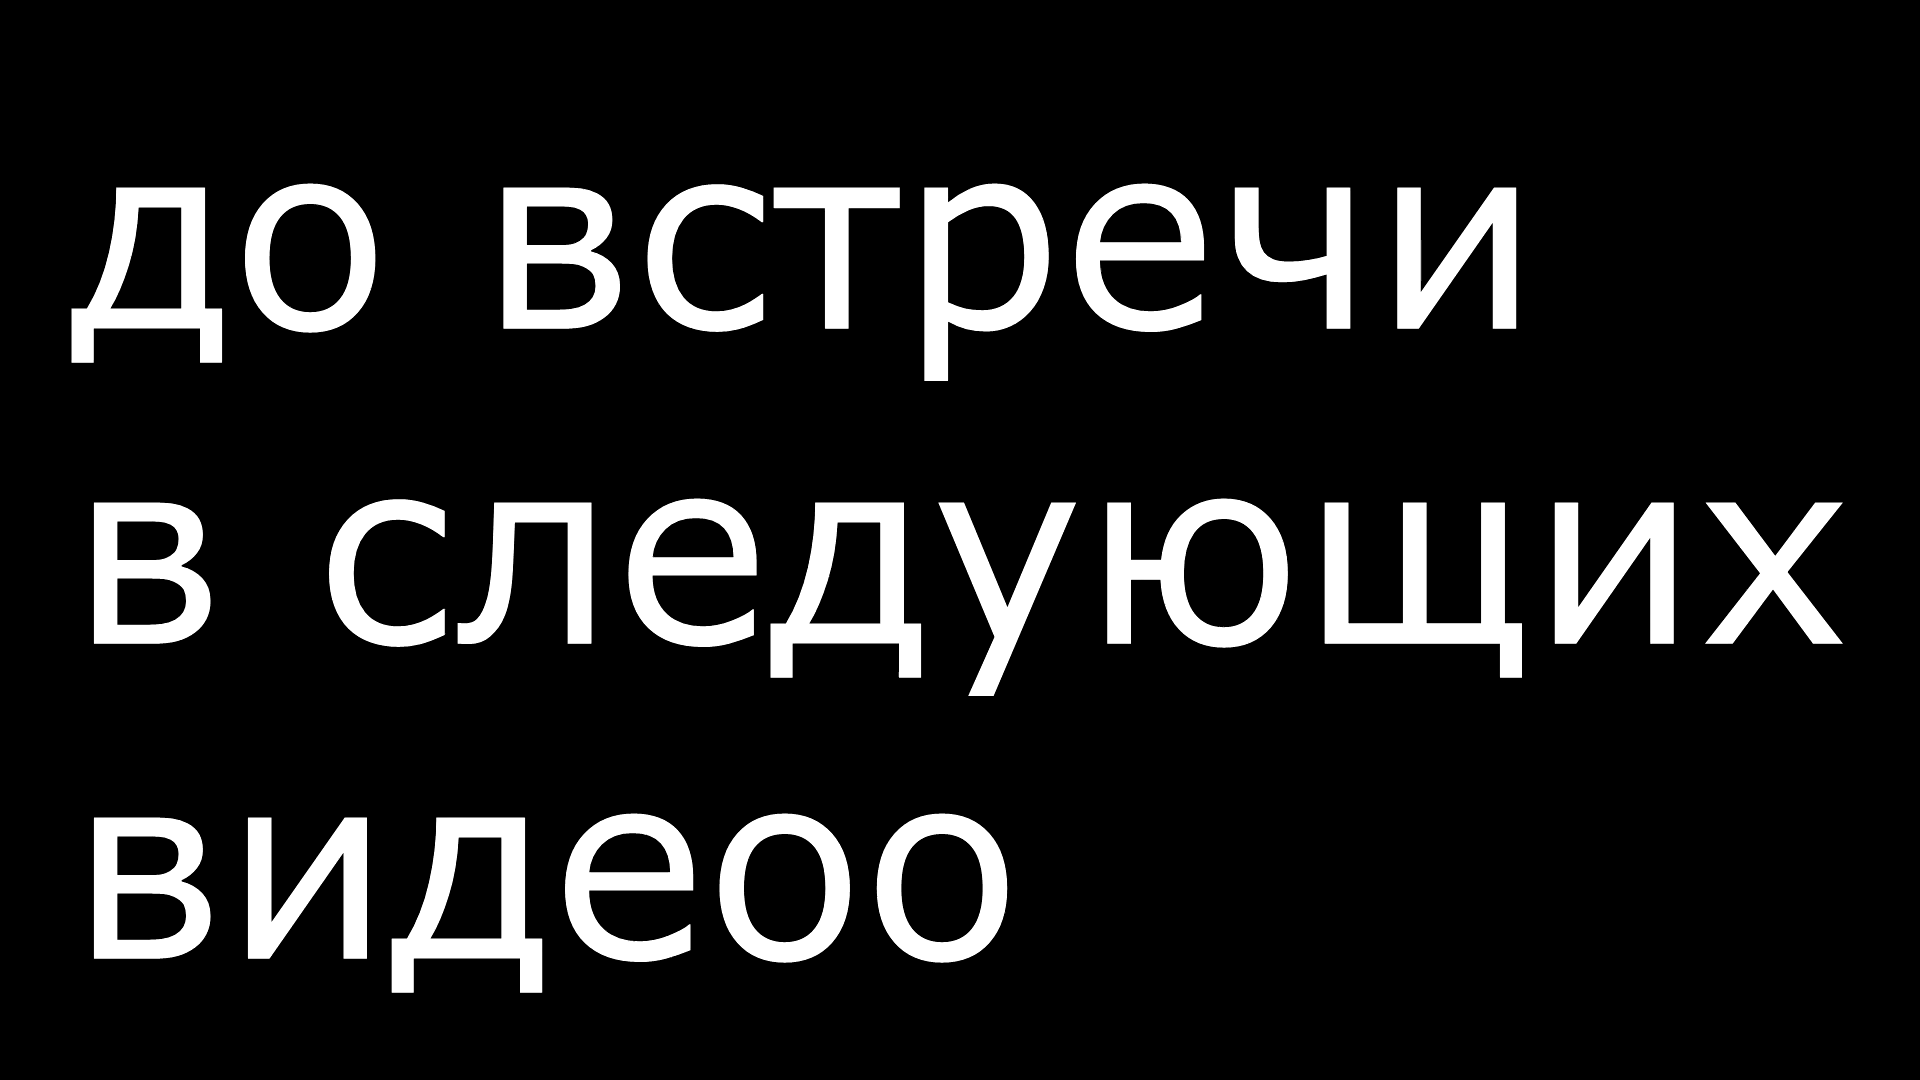 до встречи
в следующих
видеоо